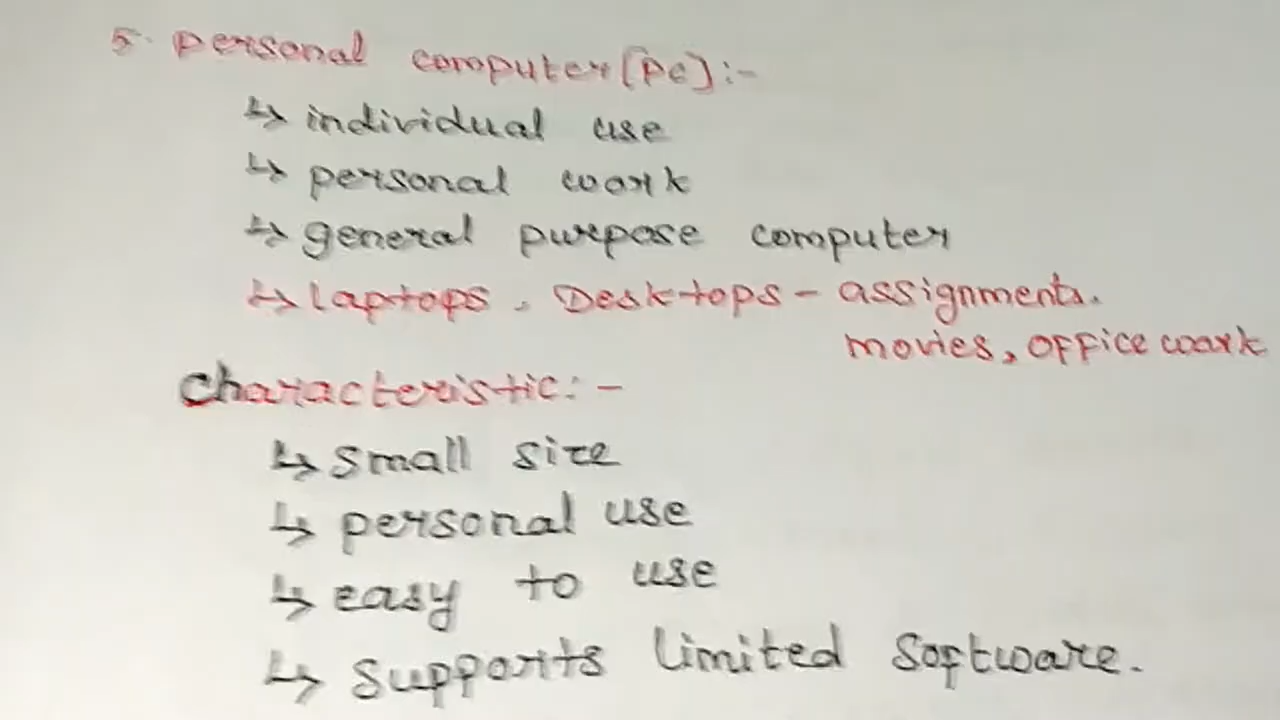 5. Personal computer[PC]:-
↳ individual use
↳ personal work
↳ general purpose computer
↳ Laptops, Desktops - assignments.
movies, office work
Characteristic:-
↳ small size
↳ personal use
↳ easy to use
↳ supports limited software.